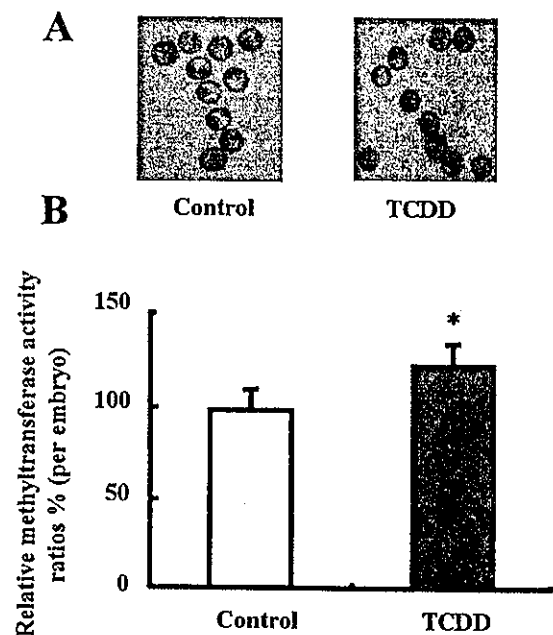 A
Control TCDD
B
Relative methyltransferase activity
ratios % (per embryo)
150
100
50
0
*
Control TCDD